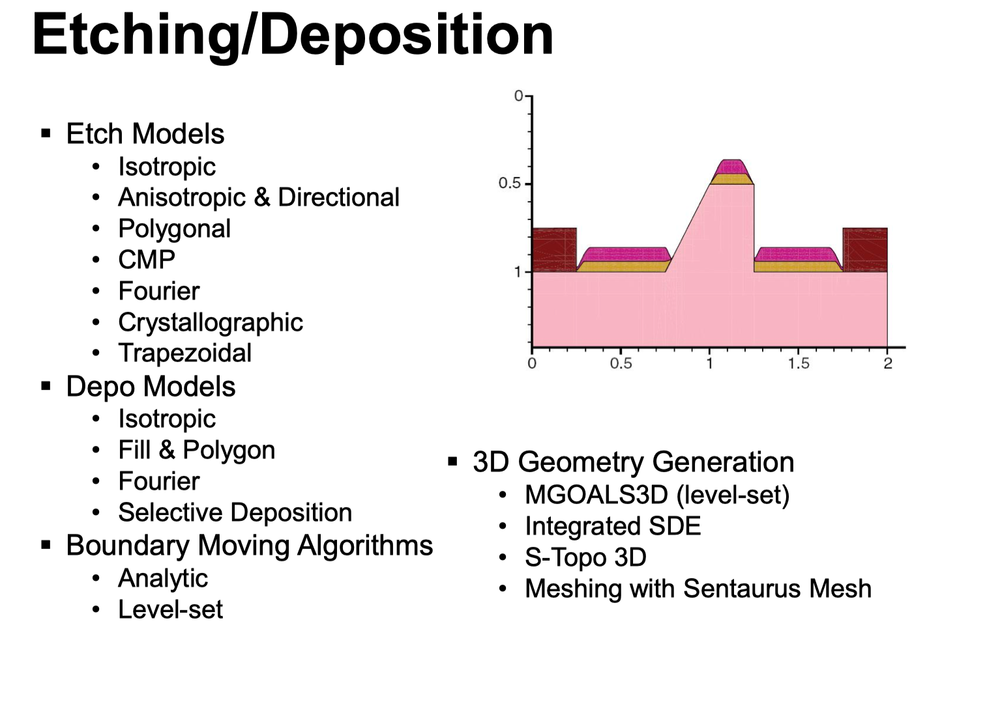 Etching/Deposition
▪ Etch Models
• Isotropic
• Anisotropic & Directional
• Polygonal
• CMP
• Fourier
• Crystallographic
• Trapezoidal
▪ Depo Models
• Isotropic
• Fill & Polygon
• Fourier
• Selective Deposition
▪ Boundary Moving Algorithms
• Analytic
• Level-set
0
0.5
1
0 0.5 1 1.5 2
▪ 3D Geometry Generation
• MGOALS3D (level-set)
• Integrated SDE
• S-Topo 3D
• Meshing with Sentaurus Mesh